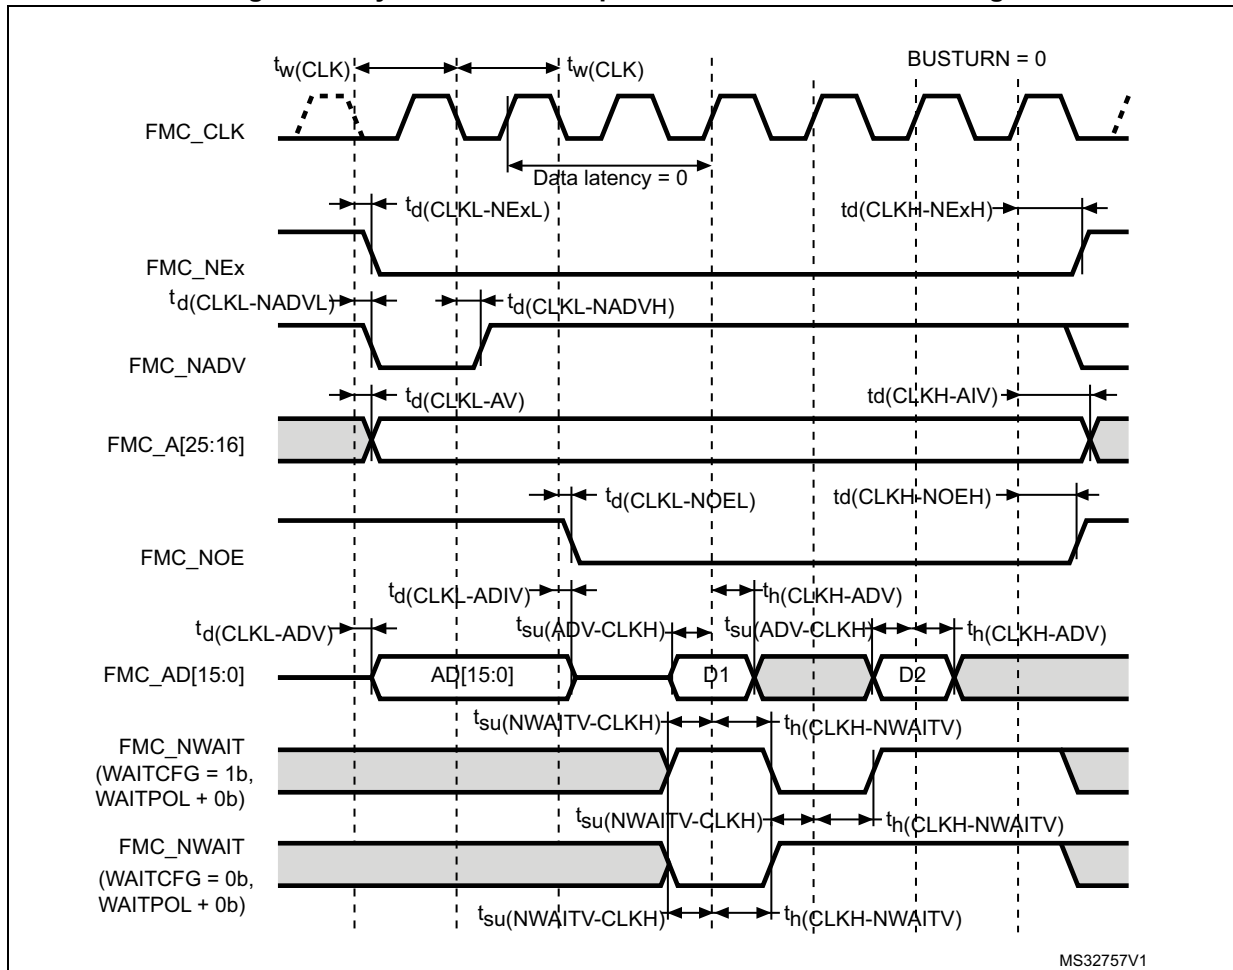 tw(CLK) tw(CLK) BUSTURN = 0
FMC_CLK
Data latency = 0
td(CLKL-NExL) td(CLKH-NExH)
FMC_NEx
td(CLKL-NADVL) td(CLKL-NADVH)
FMC_NADV
td(CLKL-AV) td(CLKH-AIV)
FMC_A[25:16]
td(CLKL-NOEL) td(CLKH-NOEH)
FMC_NOE
td(CLKL-ADIV) th(CLKH-ADV)
td(CLKL-ADV) tsu(ADV-CLKH) tsu(ADV-CLKH) th(CLKH-ADV)
FMC_AD[15:0] AD[15:0] D1 D2
tsu(NWAITV-CLKH) th(CLKH-NWAITV)
FMC_NWAIT
(WAITCFG = 1b,
WAITPOL + 0b)
tsu(NWAITV-CLKH) th(CLKH-NWAITV)
FMC_NWAIT
(WAITCFG = 0b,
WAITPOL + 0b)
tsu(NWAITV-CLKH) th(CLKH-NWAITV)
MS32757V1